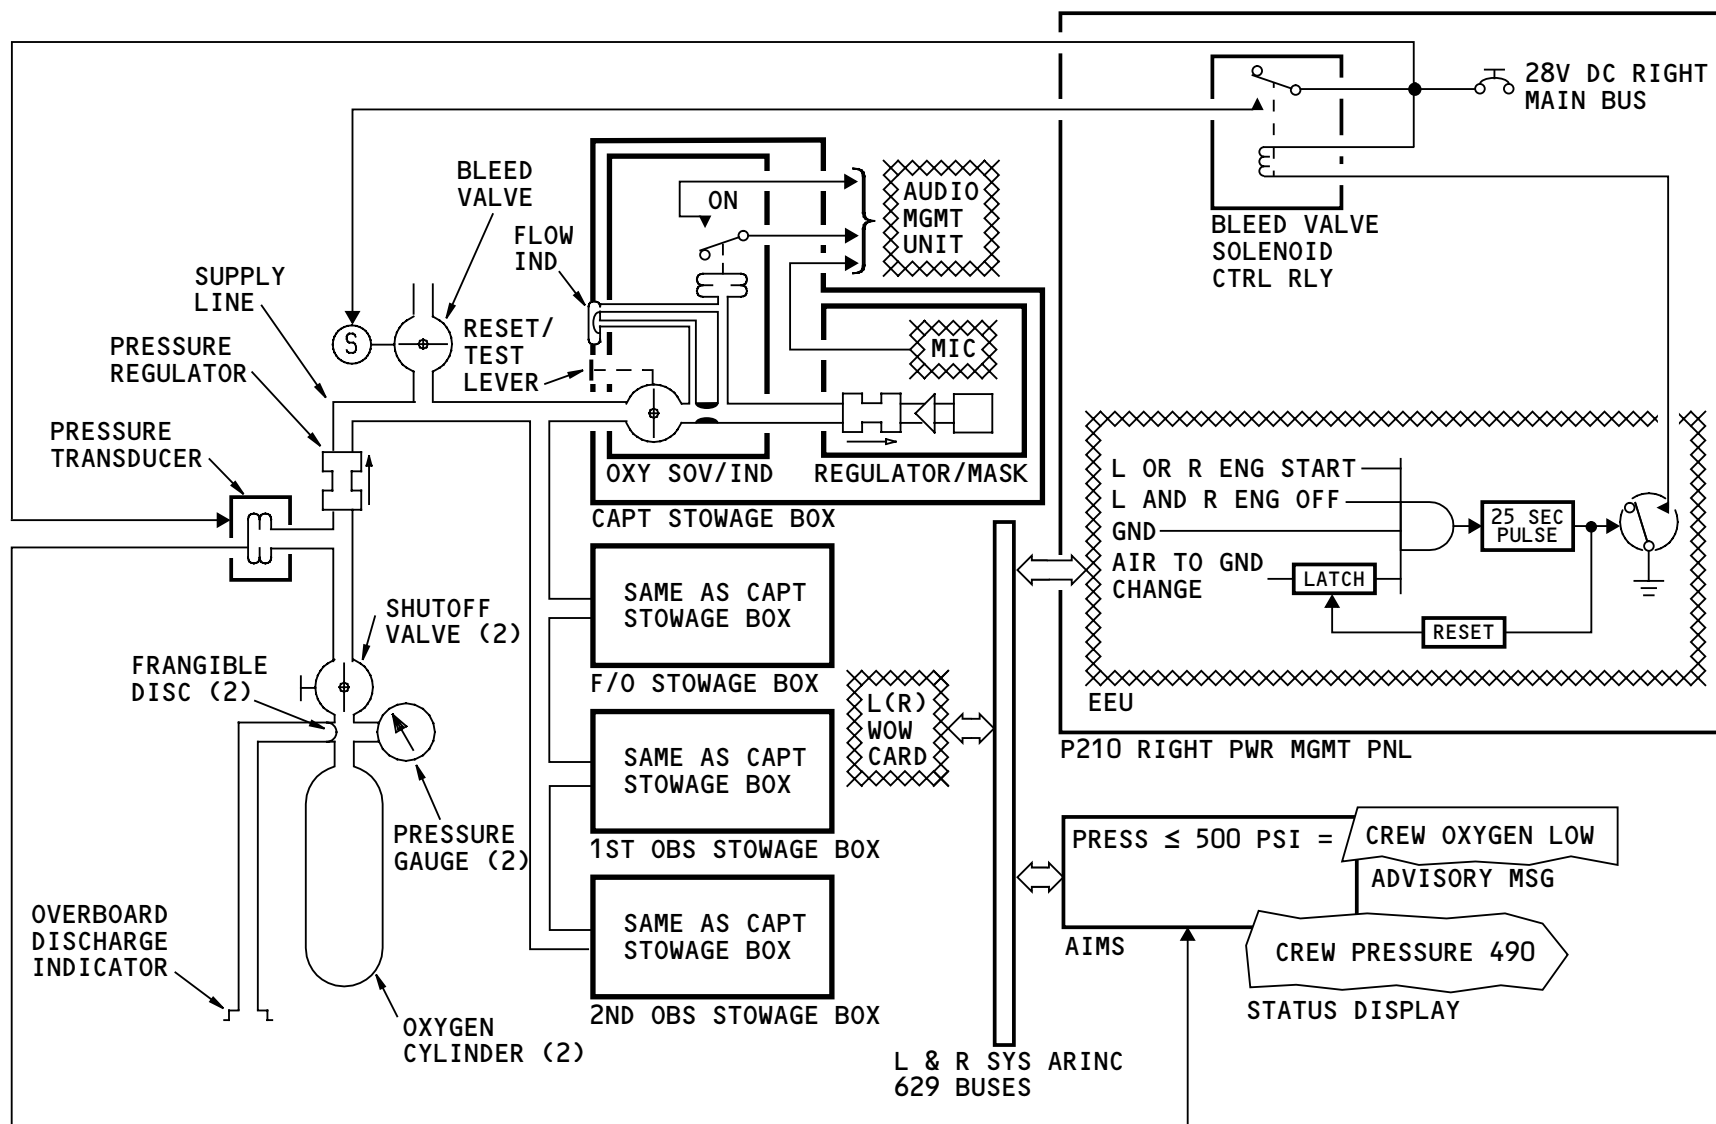 28V DC RIGHT
MAIN BUS
BLEED VALVE
SOLENOID
CTRL RLY
BLEED
VALVE
FLOW
IND
ON
AUDIO
MGMT
UNIT
SUPPLY
LINE
PRESSURE
REGULATOR
S
RESET/
TEST
LEVER
MIC
PRESSURE
TRANSDUCER
OXY SOV/IND
REGULATOR/MASK
CAPT STOWAGE BOX
L OR R ENG START
L AND R ENG OFF
GND
AIR TO GND
CHANGE
LATCH
25 SEC
PULSE
RESET
EEU
P210 RIGHT PWR MGMT PNL
SAME AS CAPT
STOWAGE BOX
F/O STOWAGE BOX
SHUTOFF
VALVE (2)
FRANGIBLE
DISC (2)
L(R)
WOW
CARD
SAME AS CAPT
STOWAGE BOX
1ST OBS STOWAGE BOX
PRESSURE
GAUGE (2)
PRESS ≤ 500 PSI =
CREW OXYGEN LOW
ADVISORY MSG
AIMS
CREW PRESSURE 490
STATUS DISPLAY
SAME AS CAPT
STOWAGE BOX
2ND OBS STOWAGE BOX
OVERBOARD
DISCHARGE
INDICATOR
OXYGEN
CYLINDER (2)
L & R SYS ARINC
629 BUSES